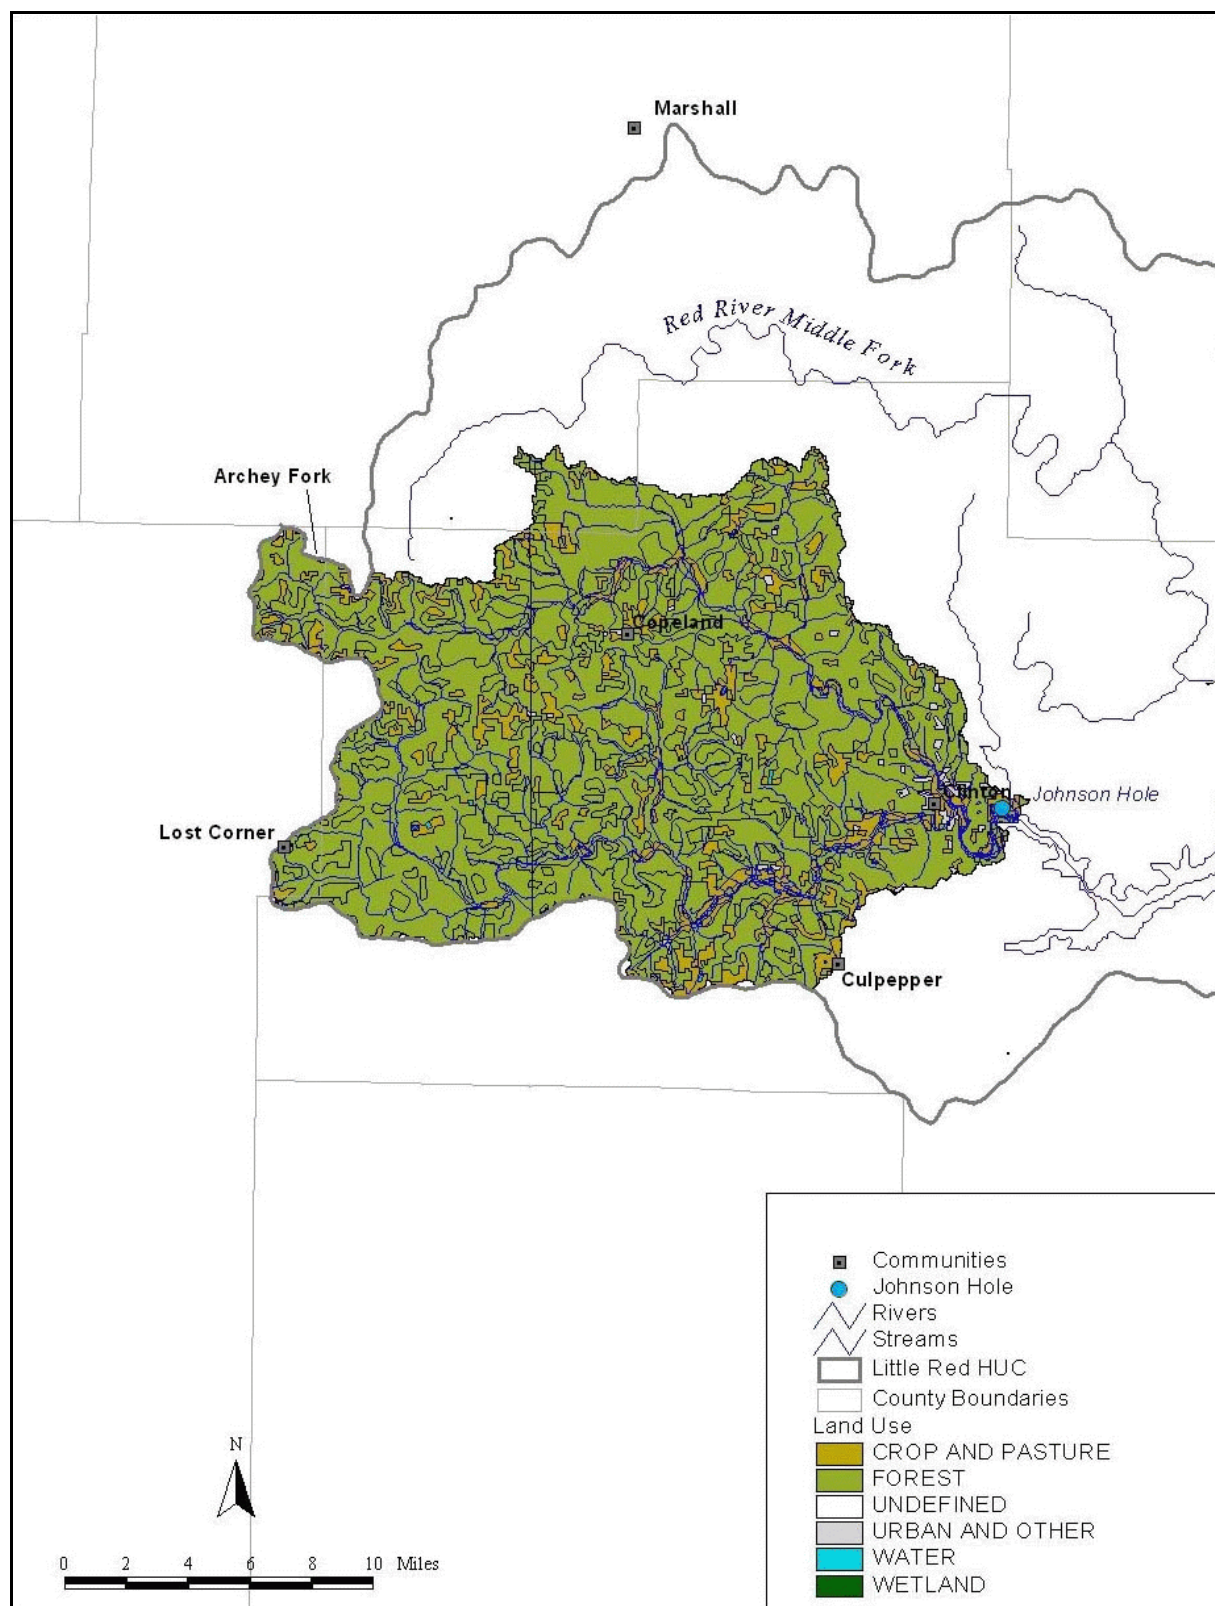 Marshall
Red River Middle Fork
Archey Fork
Copeland
Clinton
Johnson Hole
Lost Corner
Culpepper
Communities
Johnson Hole
Rivers
Streams
Little Red HUC
County Boundaries
Land Use
CROP AND PASTURE
FOREST
UNDEFINED
URBAN AND OTHER
WATER
WETLAND
N
0 2 4 6 8 10 Miles